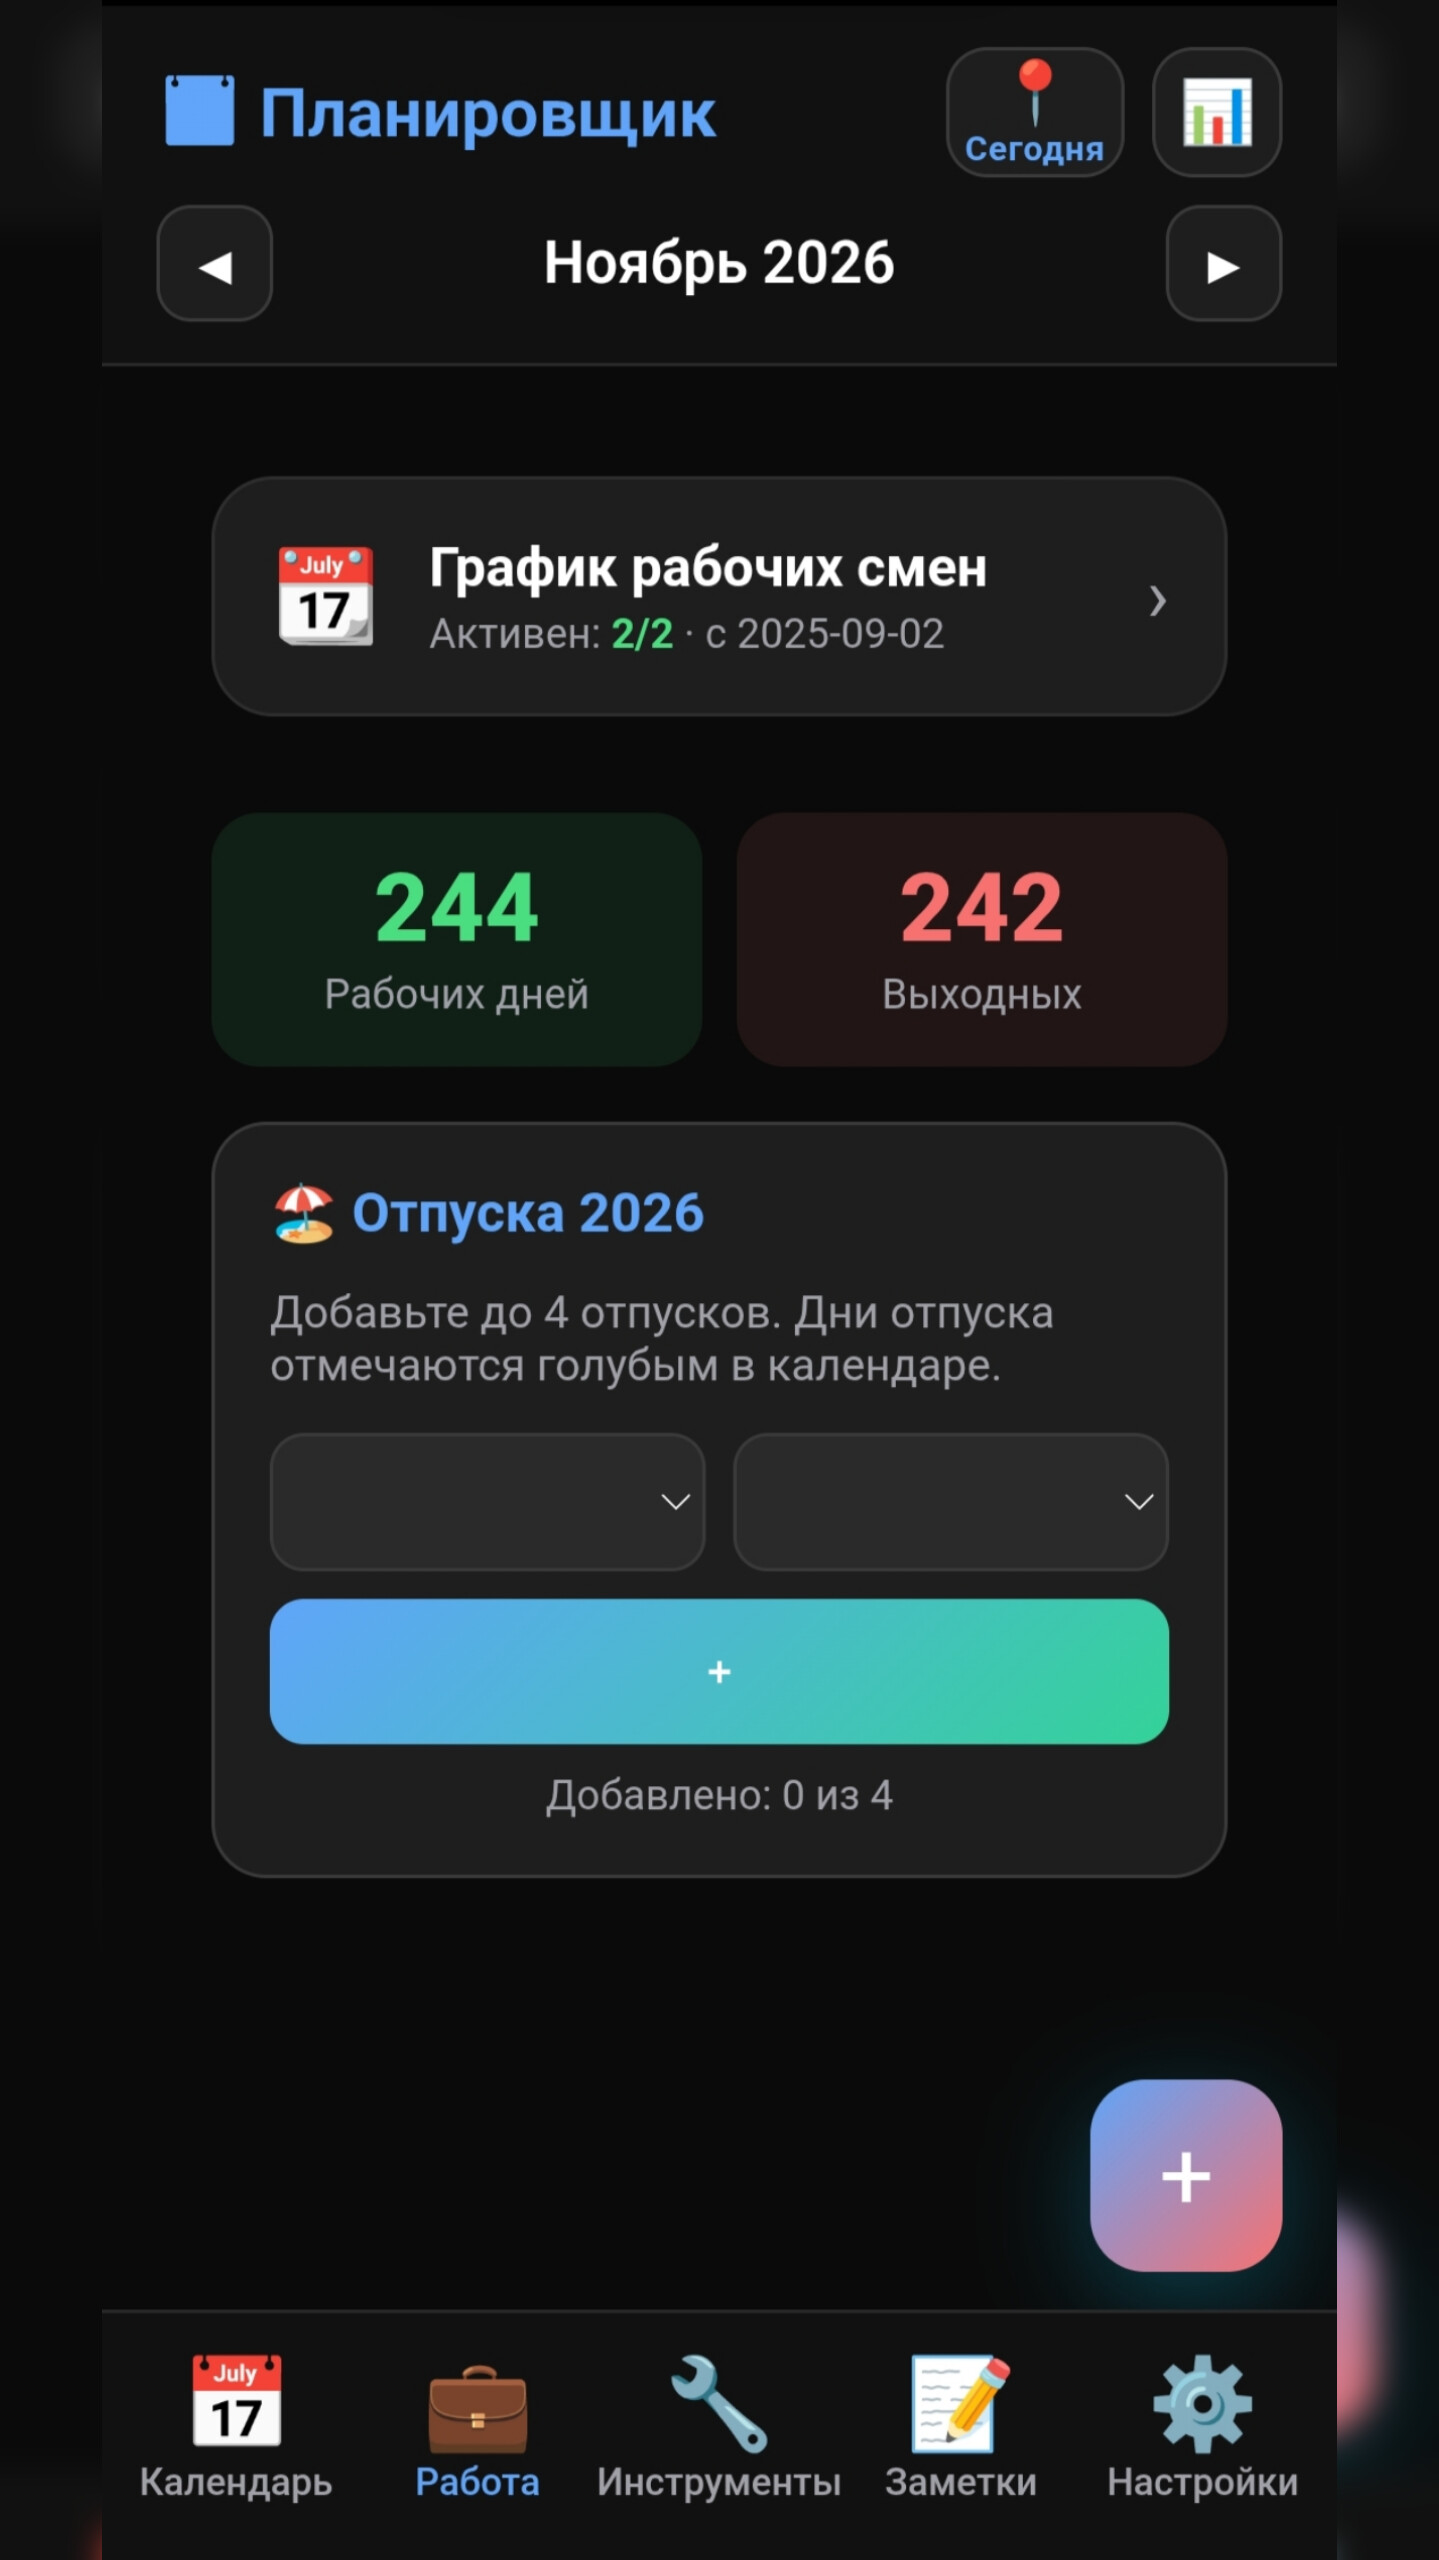 Планировщик
Сегодня
Ноябрь 2026
July
17
График рабочих смен
Активен: 2/2 · с 2025-09-02
244
Рабочих дней
242
Выходных
Отпуска 2026
Добавьте до 4 отпусков. Дни отпуска
отмечаются голубым в календаре.
+
Добавлено: 0 из 4
+
July
17
Календарь
Работа
Инструменты
Заметки
Настройки